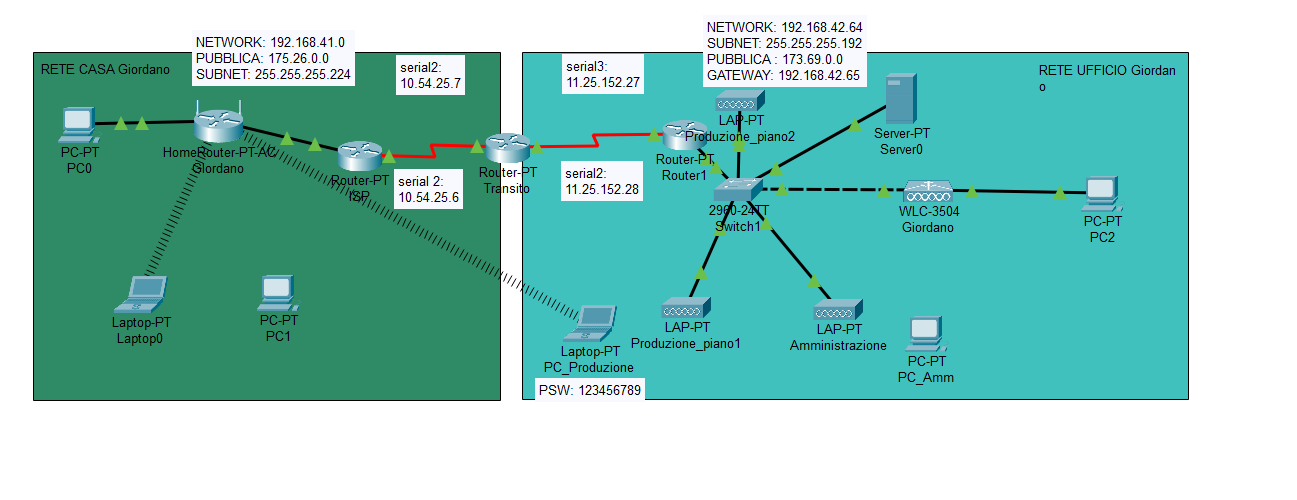 NETWORK: 192.168.41.0
PUBBLICA: 175.26.0.0
SUBNET: 255.255.255.224
NETWORK: 192.168.42.64
SUBNET: 255.255.255.192
PUBBLICA : 173.69.0.0
GATEWAY: 192.168.42.65
RETE CASA Giordano
serial2:
10.54.25.7
serial3:
11.25.152.27
RETE UFFICIO Giordan
o
PC-PT
PC0
HomeRouter-PT-AC
Giordano
Router-PT
ISP
serial 2:
10.54.25.6
Router-PT
Transito
serial2:
11.25.152.28
LAP-PT
Produzione_piano2
Router-PT
Router1
Server-PT
Server0
2960-24TT
Switch1
WLC-3504
Giordano
PC-PT
PC2
Laptop-PT
Laptop0
PC-PT
PC1
Laptop-PT
PC_Produzione
PSW: 123456789
LAP-PT
Produzione_piano1
LAP-PT
Amministrazione
PC-PT
PC_Amm